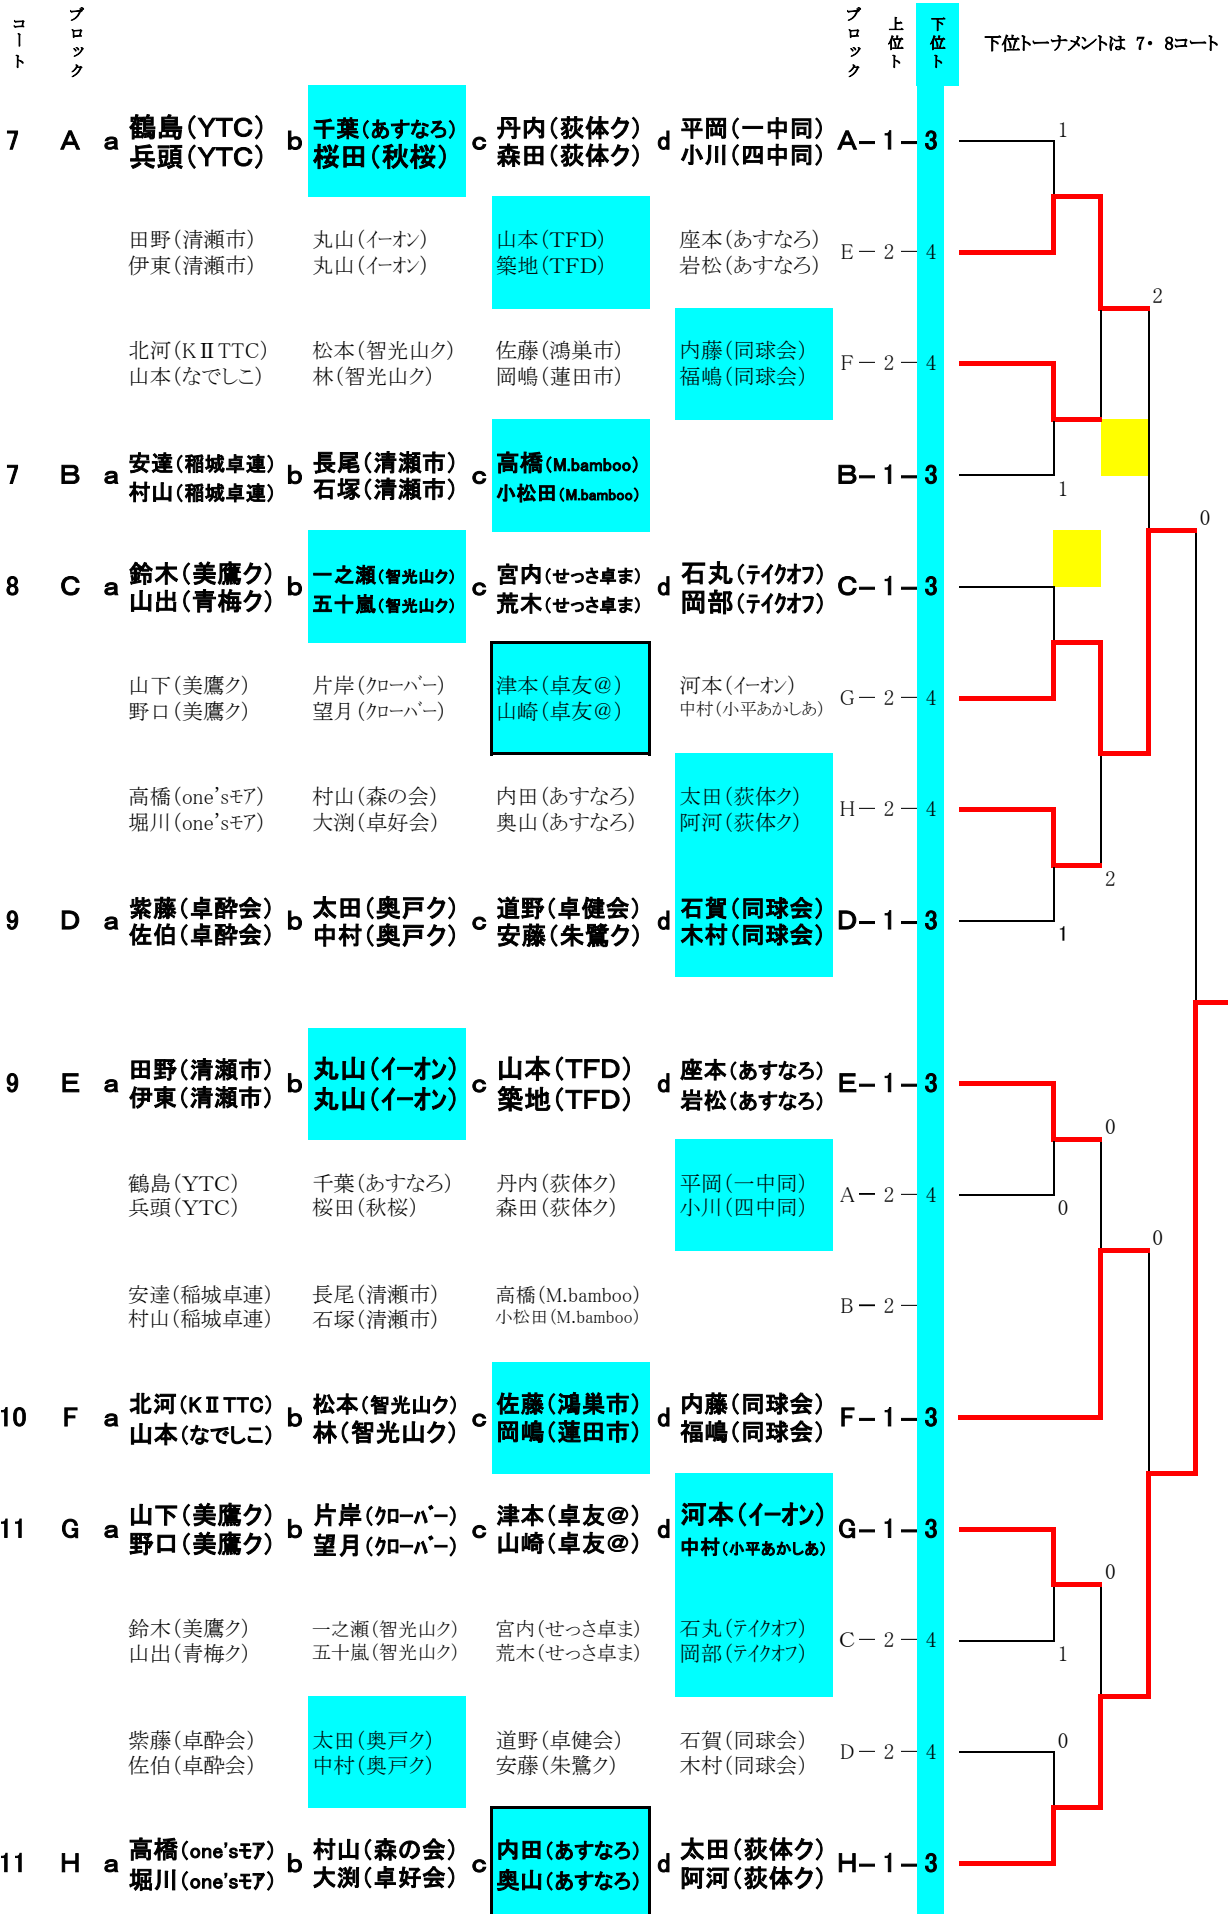 コート ブロック ブロック 上位ト 下位ト 下位トーナメントは 7・ 8コート
1
7 A a 鶴島(YTC) b 千葉(あすなろ) c 丹内(荻体ク) d 平岡(一中同) A－1－3
兵頭(YTC) 桜田(秋桜) 森田(荻体ク) 小川(四中同)
田野(清瀬市) 丸山(イーオン) 山本(TFD) 座本(あすなろ) E－2－4
伊東(清瀬市) 丸山(イーオン) 築地(TFD) 岩松(あすなろ)
2
北河(KⅡTTC) 松本(智光山ク) 佐藤(鴻巣市) 内藤(同球会) F－2－4
山本(なでしこ) 林(智光山ク) 岡嶋(蓮田市) 福嶋(同球会)
7 B a 安達(稲城卓連) b 長尾(清瀬市) c 高橋(M.bamboo) B－1－3
村山(稲城卓連) 石塚(清瀬市) 小松田(M.bamboo) 1
0
8 C a 鈴木(美鷹ク) b 一之瀬(智光山ク) c 宮内(せっさ卓ま) d 石丸(テイクオフ) C－1－3
山出(青梅ク) 五十嵐(智光山ク) 荒木(せっさ卓ま) 岡部(テイクオフ)
山下(美鷹ク) 片岸(クローバー) 津本(卓友@) 河本(イーオン) G－2－4
野口(美鷹ク) 望月(クローバー) 山崎(卓友@) 中村(小平あかしあ)
高橋(one'sモア) 村山(森の会) 内田(あすなろ) 太田(荻体ク) H－2－4
堀川(one'sモア) 大渕(卓好会) 奥山(あすなろ) 阿河(荻体ク)
2
9 D a 紫藤(卓酔会) b 太田(奥戸ク) c 道野(卓健会) d 石賀(同球会) D－1－3
佐伯(卓酔会) 中村(奥戸ク) 安藤(朱鷺ク) 木村(同球会) 1
9 E a 田野(清瀬市) b 丸山(イーオン) c 山本(TFD) d 座本(あすなろ) E－1－3
伊東(清瀬市) 丸山(イーオン) 築地(TFD) 岩松(あすなろ)
0
鶴島(YTC) 千葉(あすなろ) 丹内(荻体ク) 平岡(一中同) A－2－4
兵頭(YTC) 桜田(秋桜) 森田(荻体ク) 小川(四中同) 0
0
安達(稲城卓連) 長尾(清瀬市) 高橋(M.bamboo) B－2－
村山(稲城卓連) 石塚(清瀬市) 小松田(M.bamboo)
10 F a 北河(KⅡTTC) b 松本(智光山ク) c 佐藤(鴻巣市) d 内藤(同球会) F－1－3
山本(なでしこ) 林(智光山ク) 岡嶋(蓮田市) 福嶋(同球会)
11 G a 山下(美鷹ク) b 片岸(クローバー) c 津本(卓友@) d 河本(イーオン) G－1－3
野口(美鷹ク) 望月(クローバー) 山崎(卓友@) 中村(小平あかしあ)
0
鈴木(美鷹ク) 一之瀬(智光山ク) 宮内(せっさ卓ま) 石丸(テイクオフ) C－2－4
山出(青梅ク) 五十嵐(智光山ク) 荒木(せっさ卓ま) 岡部(テイクオフ) 1
紫藤(卓酔会) 太田(奥戸ク) 道野(卓健会) 石賀(同球会) D－2－4 0
佐伯(卓酔会) 中村(奥戸ク) 安藤(朱鷺ク) 木村(同球会)
11 H a 高橋(one'sモア) b 村山(森の会) c 内田(あすなろ) d 太田(荻体ク) H－1－3
堀川(one'sモア) 大渕(卓好会) 奥山(あすなろ) 阿河(荻体ク)